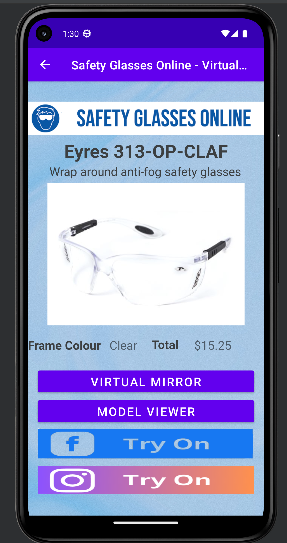 1:30
Safety Glasses Online - Virtual...
SAFETY GLASSES ONLINE
Eyres 313-OP-CLAF
Wrap around anti-fog safety glasses
Frame Colour Clear Total $15.25
VIRTUAL MIRROR
MODEL VIEWER
f Try On
Try On